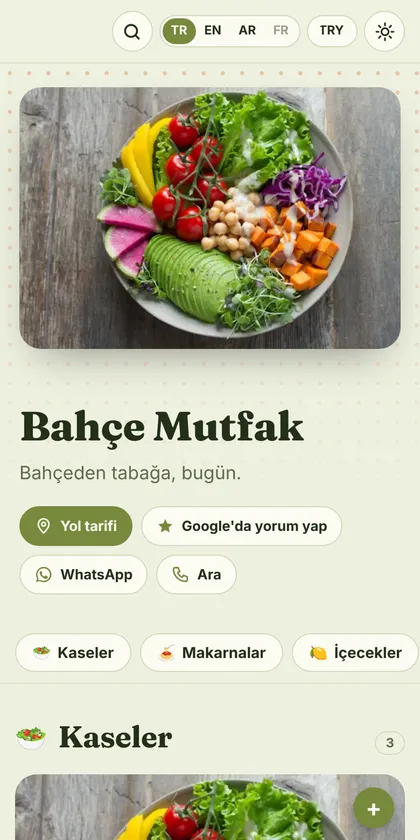 TR EN AR FR TRY
Bahçe Mutfak
Bahçeden tabağa, bugün.
Yol tarifi Google'da yorum yap
WhatsApp Ara
Kaseler Makarnalar İçecekler
Kaseler 3
+